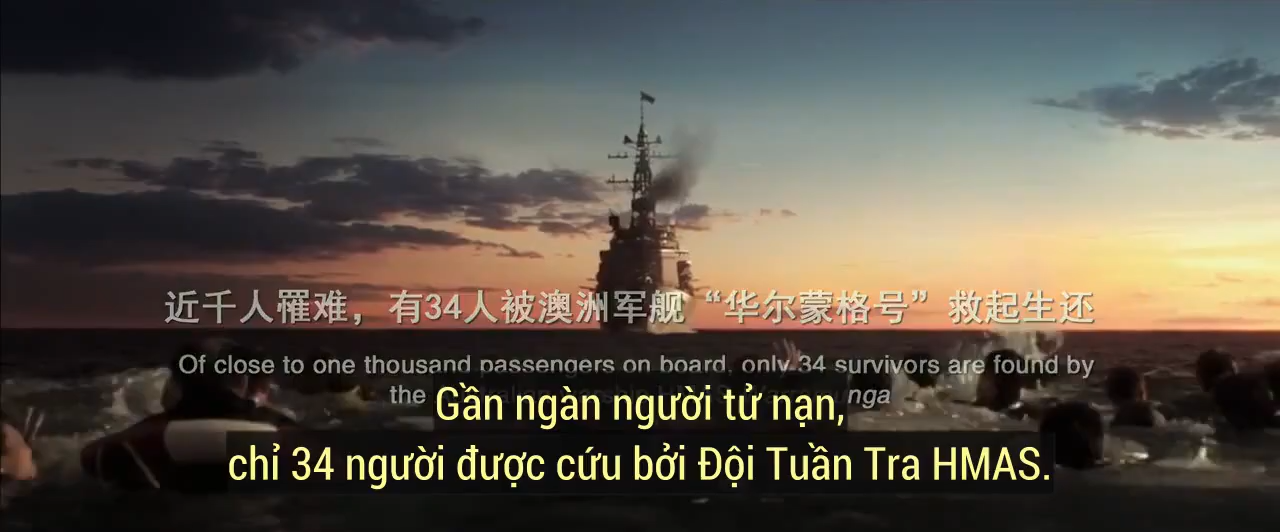 近千人罹难，有34人被澳洲军舰“华尔蒙格号”救起生还
Of close to one thousand passengers on board, only 34 survivors are found by
the
Gần ngàn người tử nạn,
chỉ 34 người được cứu bởi Đội Tuần Tra HMAS.